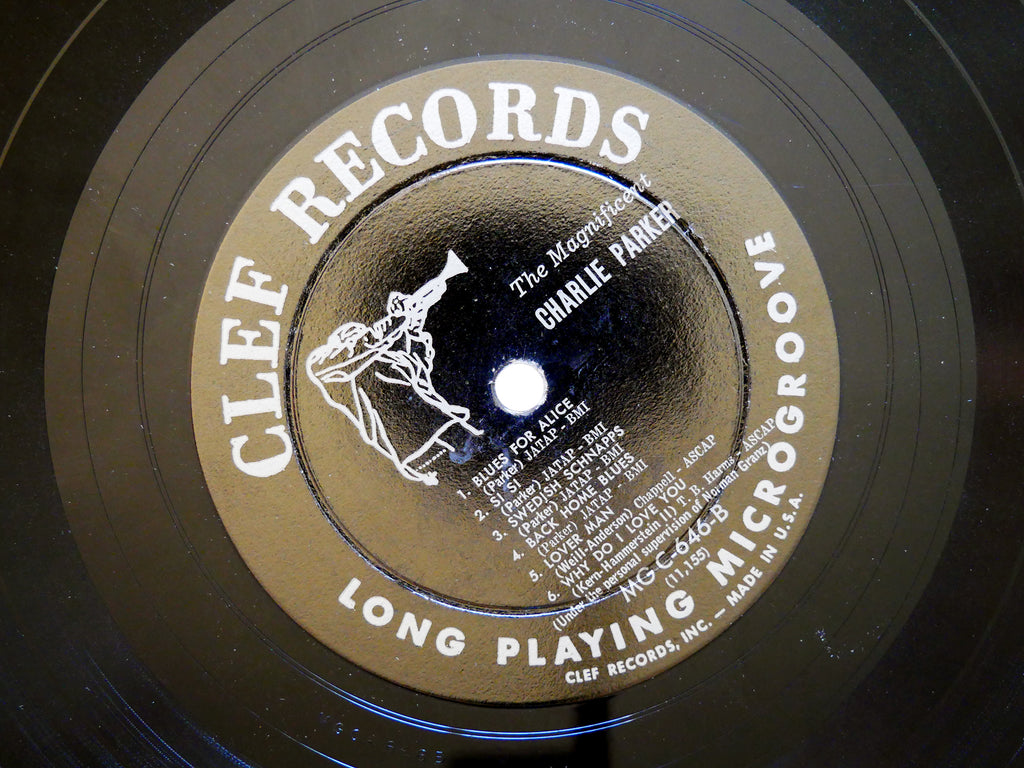 CLEF RECORDS
The Magnificent
CHARLIE PARKER
1. BLUES FOR ALICE
(Parker) JATAP - BMI
2. SI SI
(Parker) JATAP - BMI
3. SWEDISH SCHNAPPS
(Parker) JATAP - BMI
4. BACK HOME BLUES
(Parker) JATAP - BMI
5. LOVER MAN
(Weill-Anderson) Chappell - ASCAP
6. WHY DO I LOVE YOU
(Kern-Hammerstein II) T. B. Harms - ASCAP
(Under the personal supervision of Norman Granz)
MG C-646-B
(11,155)
LONG PLAYING MICROGROOVE
CLEF RECORDS, INC. — MADE IN U.S.A.